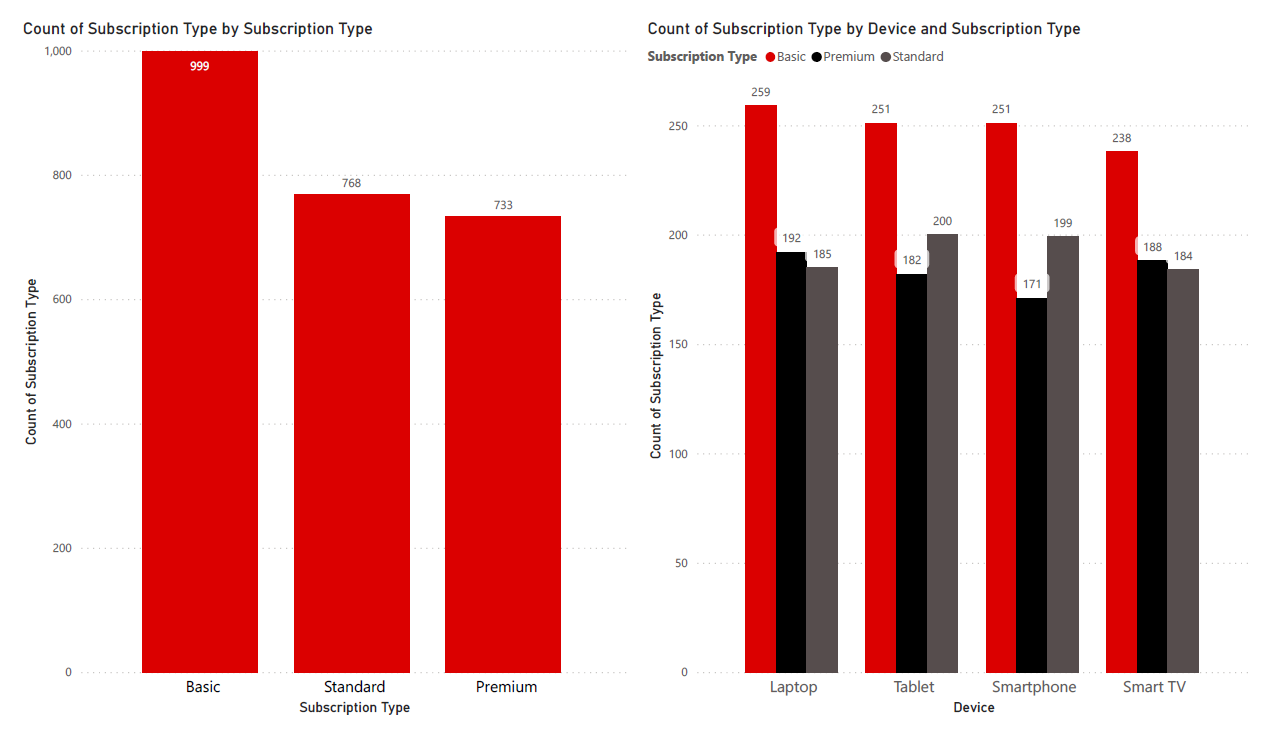 Count of Subscription Type by Subscription Type
1,000
800
600
400
200
0
Count of Subscription Type
999
768
733
Basic Standard Premium
Subscription Type
Count of Subscription Type by Device and Subscription Type
Subscription Type Basic Premium Standard
250
200
150
100
50
0
Count of Subscription Type
259 192 185
251 182 200
251 171 199
238 188 184
Laptop Tablet Smartphone Smart TV
Device